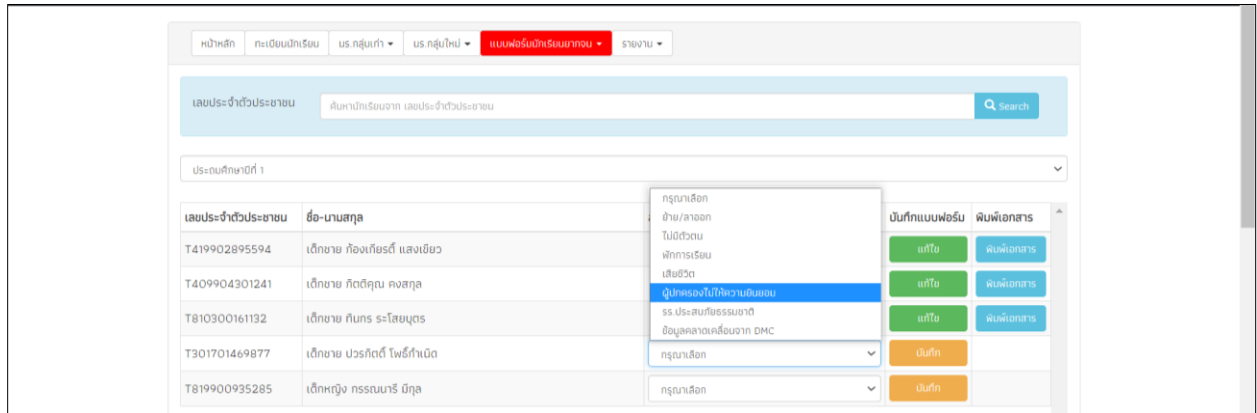 หน้าหลัก ทะเบียนนักเรียน นร.กลุ่มเก่า นร.กลุ่มใหม่ แบบฟอร์มนักเรียนยากจน รายงาน
เลขประจำตัวประชาชน ค้นหานักเรียนจาก เลขประจำตัวประชาชน Search
ประถมศึกษาปีที่ 1
กรุณาเลือก
เลขประจำตัวประชาชน ชื่อ-นามสกุล ย้าย/ลาออก บันทึกแบบฟอร์ม พิมพ์เอกสาร
ไม่มีตัวตน
T419902895594 เด็กชาย ก้องเกียรติ์ แสงเขียว พักการเรียน แก้ไข พิมพ์เอกสาร
เสียชีวิต
T409904301241 เด็กชาย กิตติคุณ คงสกุล ผู้ปกครองไม่ให้ความยินยอม แก้ไข พิมพ์เอกสาร
รร.ประสบภัยธรรมชาติ
T810300161132 เด็กชาย ทินกร ระโสยบุตร ข้อมูลคลาดเคลื่อนจาก DMC แก้ไข พิมพ์เอกสาร
T301701469877 เด็กชาย ปวรกิตติ์ โพธิ์กำเนิด กรุณาเลือก บันทึก
T819900935285 เด็กหญิง กรรณนารี มีกุล กรุณาเลือก บันทึก